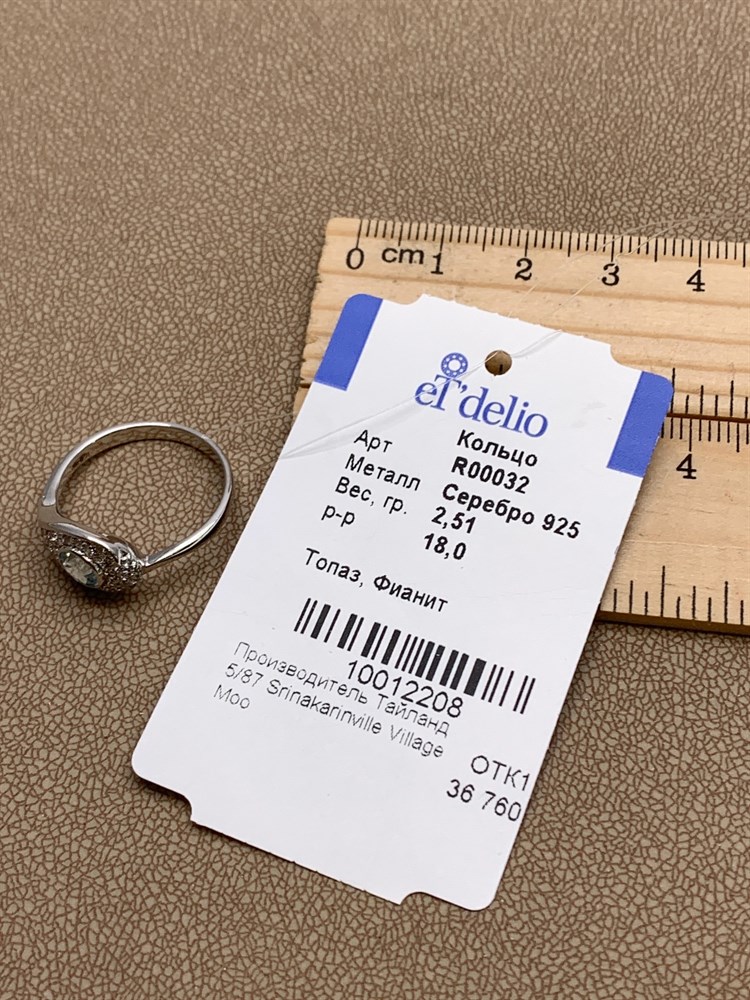 0 cm 1 2 3 4
4
eT'delio
Кольцо
Арт R00032
Металл Серебро 925
Вес, гр. 2,51
р-р 18,0
Топаз, Фианит
10012208
Производитель Тайланд
5/87 Srinakarinville Village
Moo
ОТК1
36 760